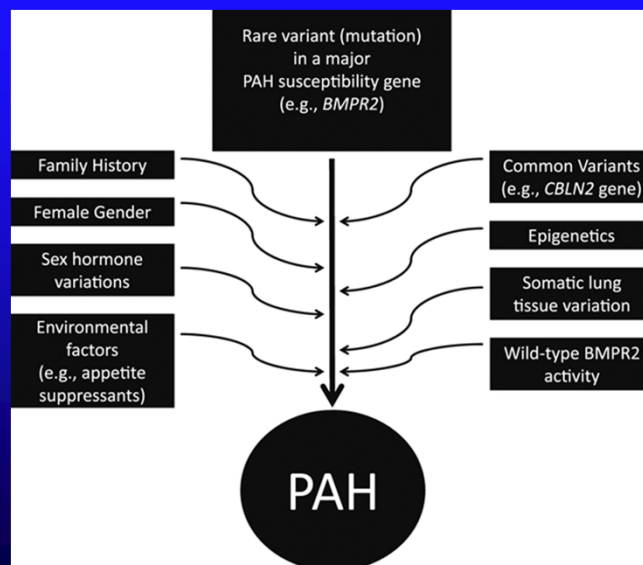 Rare variant (mutation)
in a major
PAH susceptibility gene
(e.g., BMPR2)
Family History
Female Gender
Sex hormone
variations
Environmental
factors
(e.g., appetite
suppressants)
Common Variants
(e.g., CBLN2 gene)
Epigenetics
Somatic lung
tissue variation
Wild-type BMPR2
activity
PAH